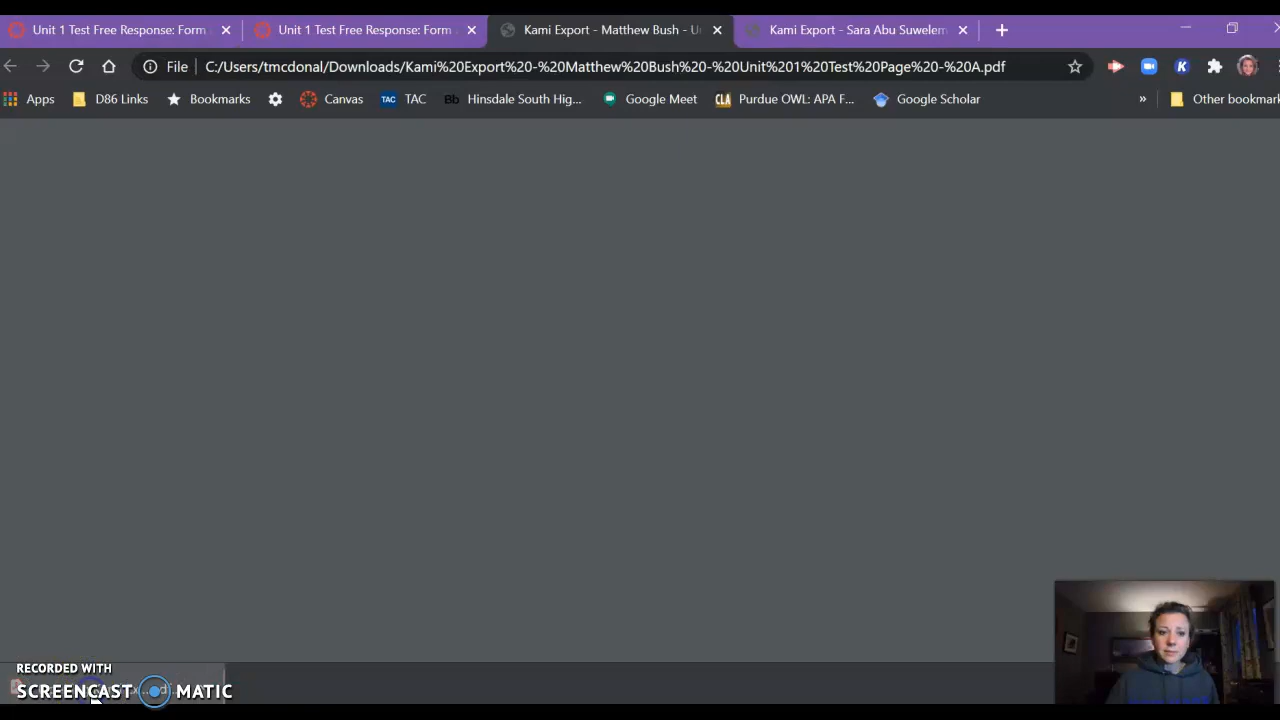 Unit 1 Test Free Response: Form
Unit 1 Test Free Response: Form
Kami Export - Matthew Bush - U
Kami Export - Sara Abu Suwelem
File
C:/Users/tmcdonal/Downloads/Kami%20Export%20-%20Matthew%20Bush%20-%20Unit%201%20Test%20Page%20-%20A.pdf
Apps
D86 Links
Bookmarks
Canvas
TAC TAC
Bb Hinsdale South Hig...
Google Meet
CLA Purdue OWL: APA F...
Google Scholar
»
Other bookmark
RECORDED WITH
SCREENCAST MATIC